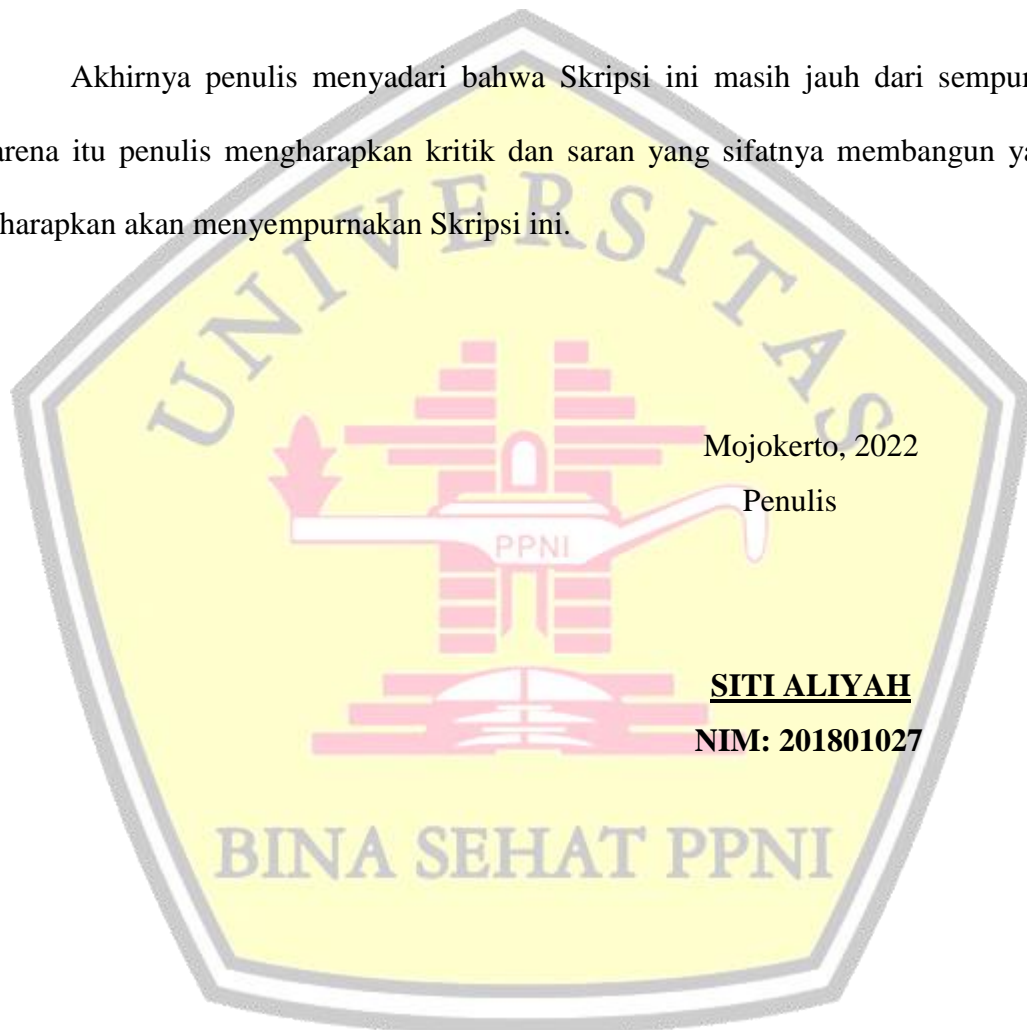 Akhirnya penulis menyadari bahwa Skripsi ini masih jauh dari sempur
arena itu penulis mengharapkan kritik dan saran yang sifatnya membangun ya
harapkan akan menyempurnakan Skripsi ini.
UNIVERSITAS
Mojokerto, 2022
Penulis
PPNI
SITI ALIYAH
NIM: 201801027
BINA SEHAT PPNI